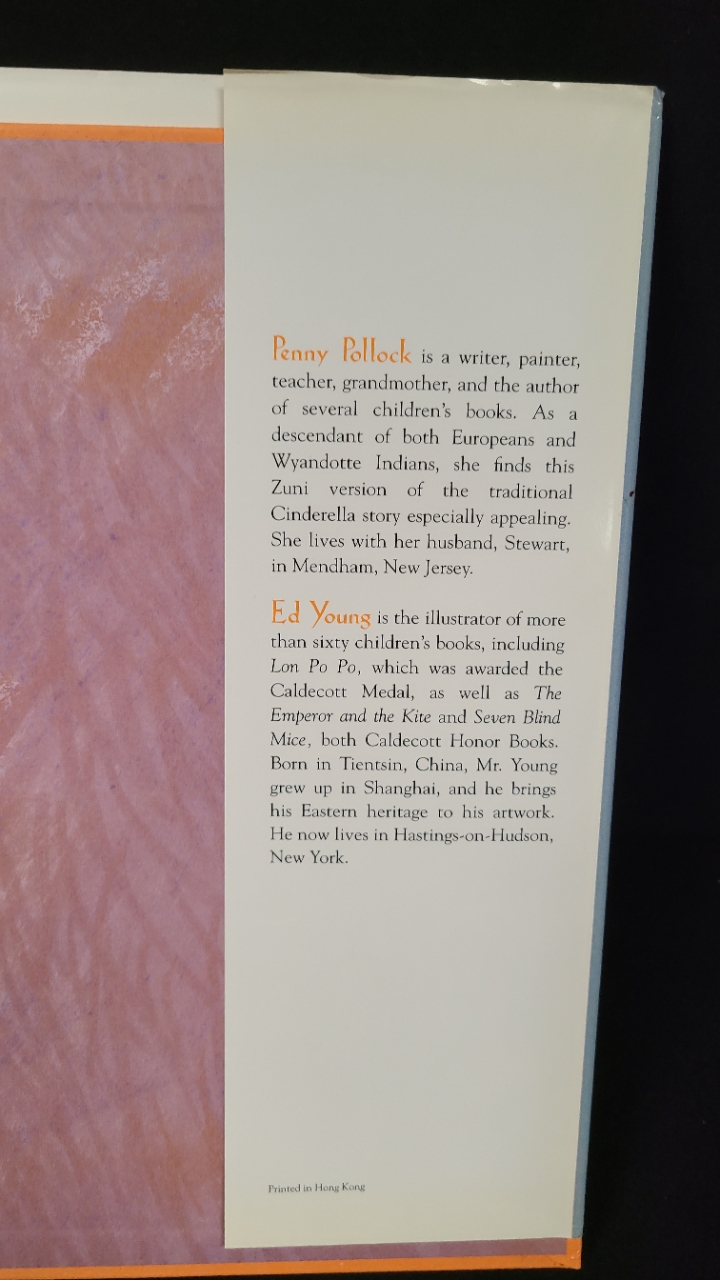 Penny Pollock is a writer, painter,
teacher, grandmother, and the author
of several children's books. As a
descendant of both Europeans and
Wyandotte Indians, she finds this
Zuni version of the traditional
Cinderella story especially appealing.
She lives with her husband, Stewart,
in Mendham, New Jersey.
Ed Young is the illustrator of more
than sixty children's books, including
Lon Po Po, which was awarded the
Caldecott Medal, as well as The
Emperor and the Kite and Seven Blind
Mice, both Caldecott Honor Books.
Born in Tientsin, China, Mr. Young
grew up in Shanghai, and he brings
his Eastern heritage to his artwork.
He now lives in Hastings-on-Hudson,
New York.
Printed in Hong Kong